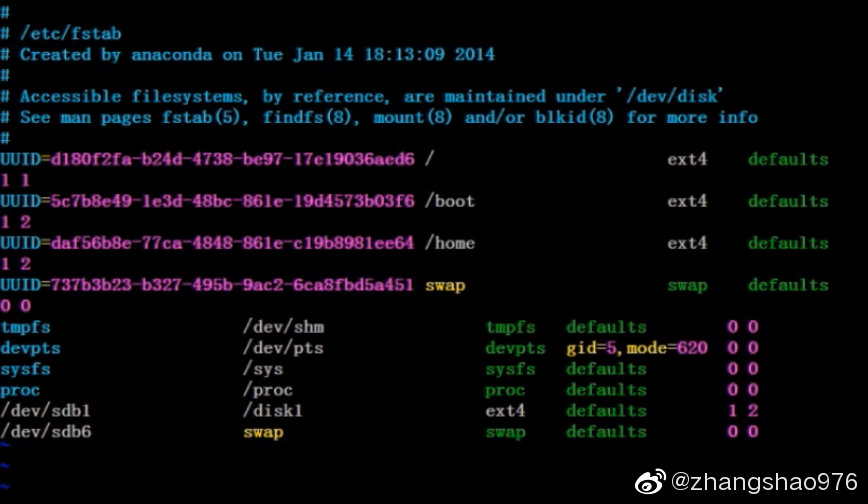 #
# /etc/fstab
# Created by anaconda on Tue Jan 14 18:13:09 2014
#
# Accessible filesystems, by reference, are maintained under '/dev/disk'
# See man pages fstab(5), findfs(8), mount(8) and/or blkid(8) for more info
#
UUID=d180f2fa-b24d-4738-be97-17e19036aed6 / ext4 defaults
1 1
UUID=5c7b8e49-1e3d-48bc-861e-19d4573b03f6 /boot ext4 defaults
1 2
UUID=daf56b8e-77ca-4848-861e-c19b8981ee64 /home ext4 defaults
1 2
UUID=737b3b23-b327-495b-9ac2-6ca8fbd5a451 swap swap defaults
0 0
tmpfs /dev/shm tmpfs defaults 0 0
devpts /dev/pts devpts gid=5,mode=620 0 0
sysfs /sys sysfs defaults 0 0
proc /proc proc defaults 0 0
/dev/sdb1 /disk1 ext4 defaults 1 2
/dev/sdb6 swap swap defaults 0 0
~
~
~
@zhangshao976